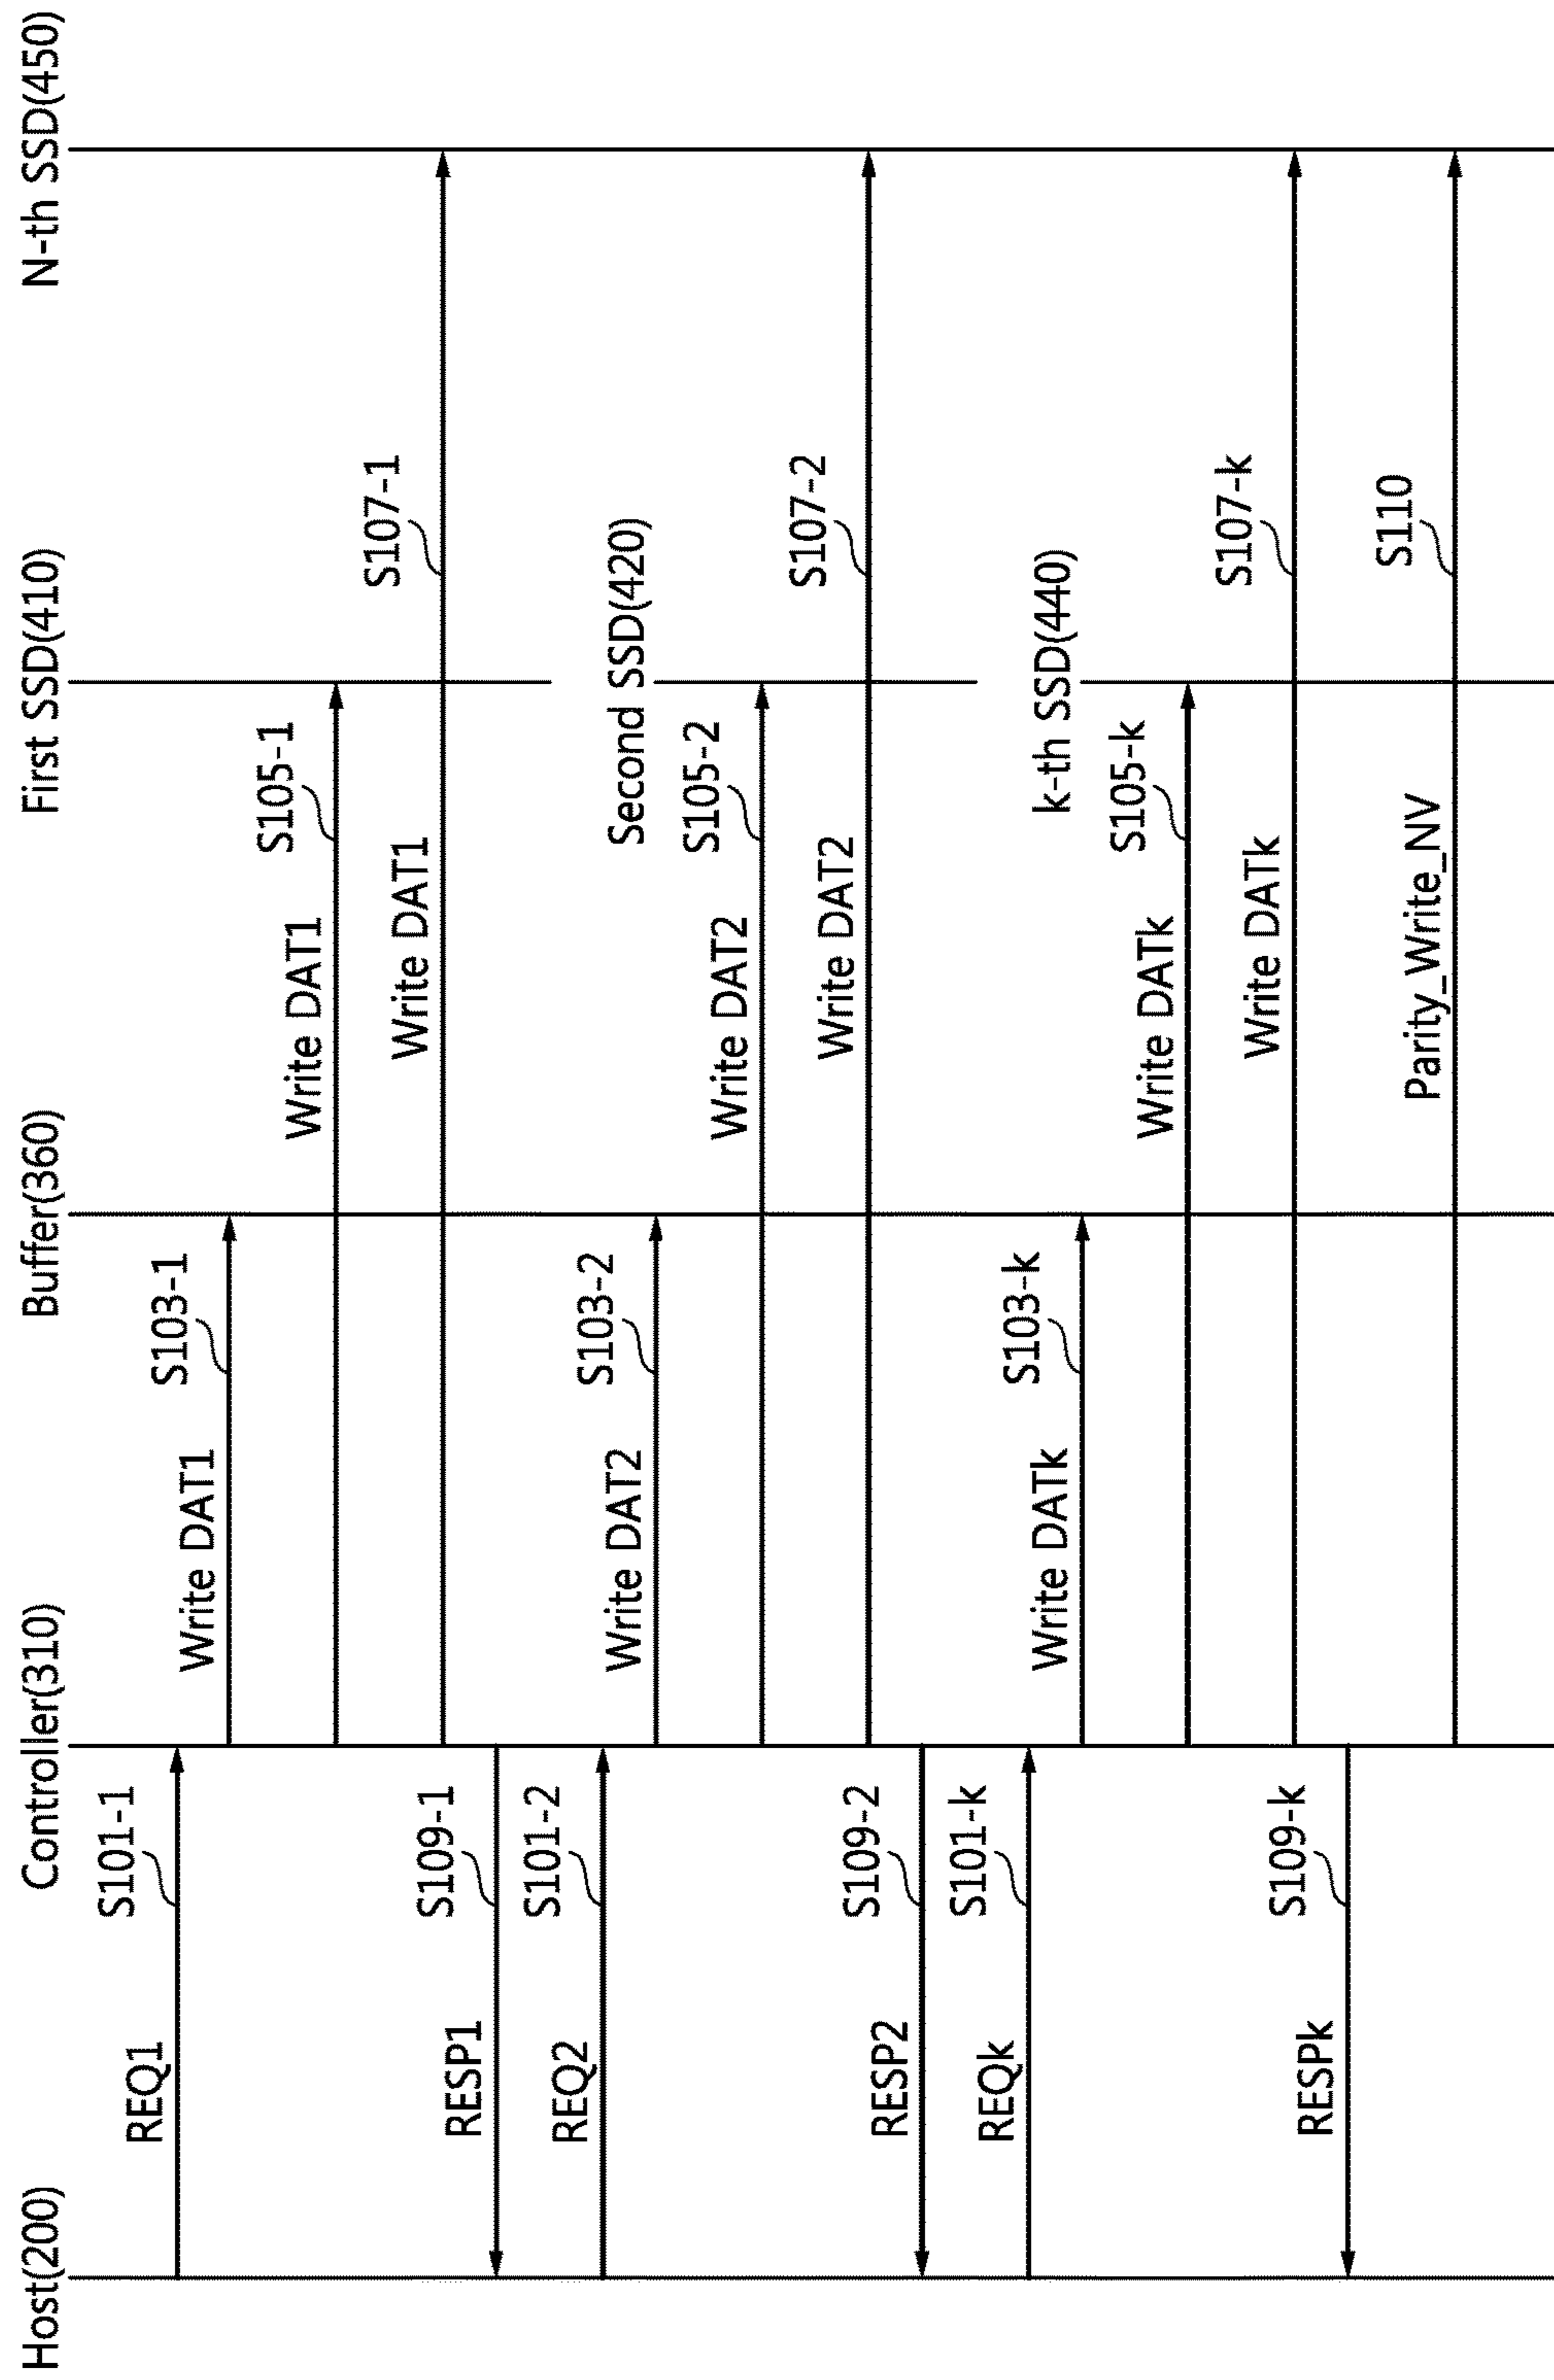 Host(200)
Controller(310)
Buffer(360)
First SSD(410)
N-th SSD(450)
S101-1
REQ1
S103-1
Write DAT1
S105-1
Write DAT1
S107-1
Write DAT1
S109-1
RESP1
S101-2
REQ2
S103-2
Write DAT2
Second SSD(420)
S105-2
Write DAT2
S107-2
Write DAT2
S109-2
RESP2
S101-k
REQk
S103-k
Write DATk
k-th SSD(440)
S105-k
Write DATk
S107-k
Write DATk
S109-k
RESPk
S110
Parity_Write_NV